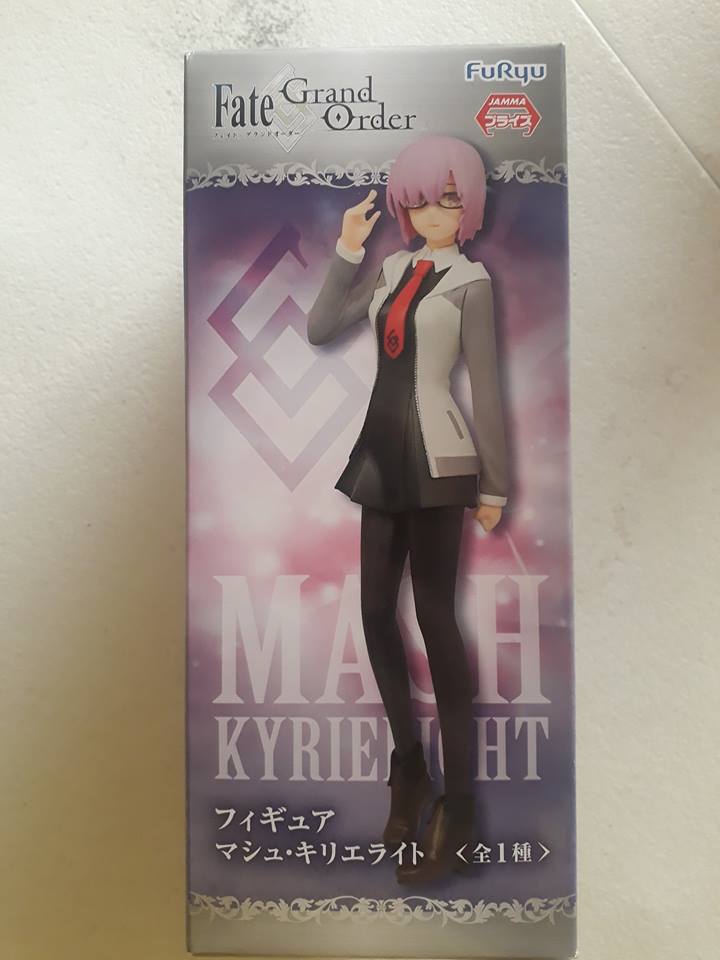 FuRyu
JAMMA
プライズ
Fate Grand
Order
フェイト・グランドオーダー
MASH
KYRIELIGHT
フィギュア
マシュ・キリエライト 〈全1種〉